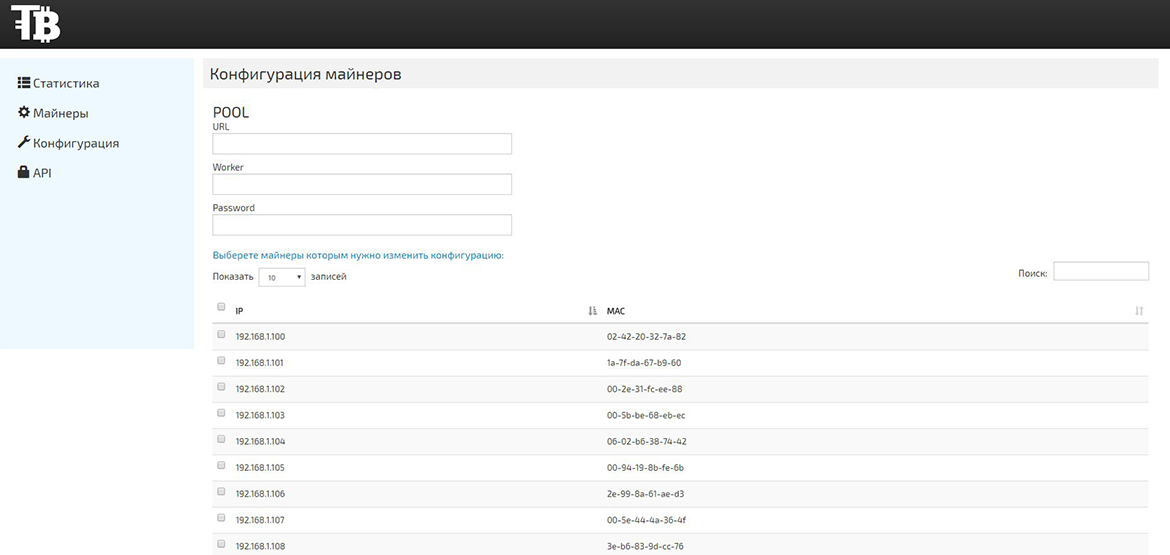 TB
Статистика
Майнеры
Конфигурация
API
Конфигурация майнеров
POOL
URL
Worker
Password
Выберете майнеры которым нужно изменить конфигурацию:
Показать 10 записей
Поиск:
IP MAC
192.168.1.100 02-42-20-32-7a-82
192.168.1.101 1a-7f-da-67-b9-60
192.168.1.102 00-2e-31-fc-ee-88
192.168.1.103 00-5b-be-68-eb-ec
192.168.1.104 06-02-b6-38-74-42
192.168.1.105 00-94-19-8b-fe-6b
192.168.1.106 2e-99-8a-61-ae-d3
192.168.1.107 00-5e-44-4a-36-4f
192.168.1.108 3e-b6-83-9d-cc-76